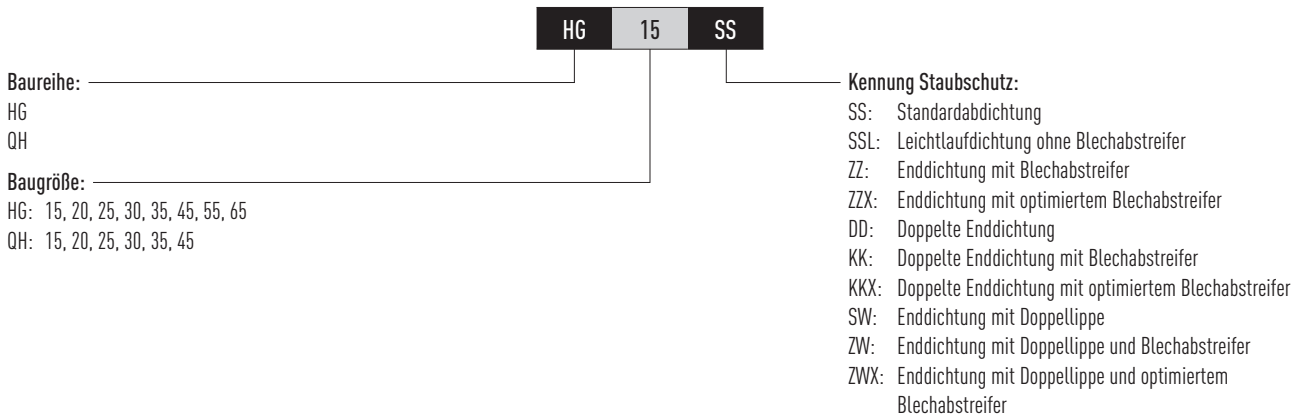 HG 15 SS
Baureihe:
HG
QH
Baugröße:
HG: 15, 20, 25, 30, 35, 45, 55, 65
QH: 15, 20, 25, 30, 35, 45
Kennung Staubschutz:
SS: Standardabdichtung
SSL: Leichtlaufdichtung ohne Blechabstreifer
ZZ: Enddichtung mit Blechabstreifer
ZZX: Enddichtung mit optimiertem Blechabstreifer
DD: Doppelte Enddichtung
KK: Doppelte Enddichtung mit Blechabstreifer
KKX: Doppelte Enddichtung mit optimiertem Blechabstreifer
SW: Enddichtung mit Doppellippe
ZW: Enddichtung mit Doppellippe und Blechabstreifer
ZWX: Enddichtung mit Doppellippe und optimiertem
Blechabstreifer